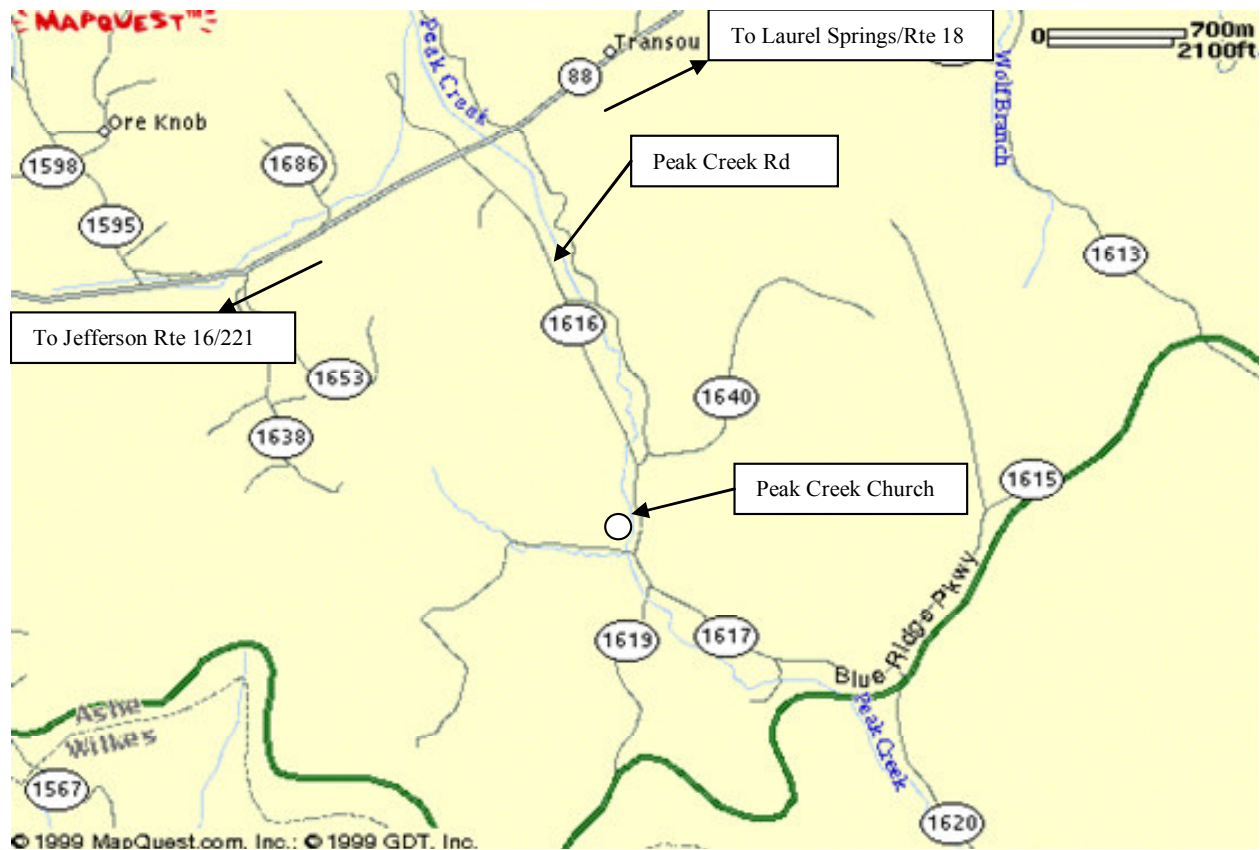 MAPQUEST™
Peak Creek
Transou
To Laurel Springs/Rte 18
0 700m
2100ft
88
Wolf Branch
Ore Knob
1598
1686
Peak Creek Rd
1595
1613
To Jefferson Rte 16/221
1616
1653
1640
1638
Peak Creek Church
1615
1619
1617
Blue Ridge Pkwy
Ashe
Wilkes
Peak Creek
1567
1620
© 1999 MapQuest.com, Inc.; © 1999 GDT, Inc.